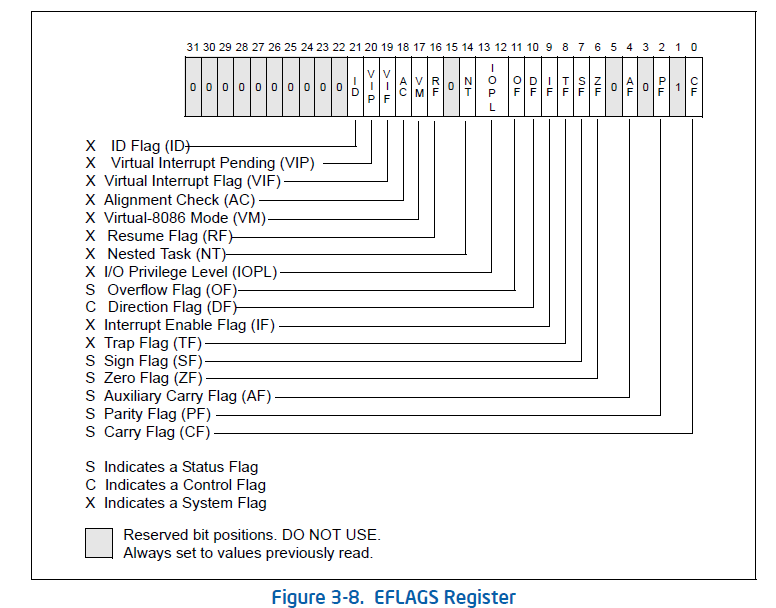 31 30 29 28 27 26 25 24 23 22 21 20 19 18 17 16 15 14 13 12 11 10 9 8 7 6 5 4 3 2 1 0
0 0 0 0 0 0 0 0 0 0 ID VIP VIF AC VM RF 0 NT IOPL OF DF IF TF SF ZF 0 AF 0 PF 1 CF
X ID Flag (ID)
X Virtual Interrupt Pending (VIP)
X Virtual Interrupt Flag (VIF)
X Alignment Check (AC)
X Virtual-8086 Mode (VM)
X Resume Flag (RF)
X Nested Task (NT)
X I/O Privilege Level (IOPL)
S Overflow Flag (OF)
C Direction Flag (DF)
X Interrupt Enable Flag (IF)
X Trap Flag (TF)
S Sign Flag (SF)
S Zero Flag (ZF)
S Auxiliary Carry Flag (AF)
S Parity Flag (PF)
S Carry Flag (CF)
S Indicates a Status Flag
C Indicates a Control Flag
X Indicates a System Flag
Reserved bit positions. DO NOT USE.
Always set to values previously read.
Figure 3-8. EFLAGS Register